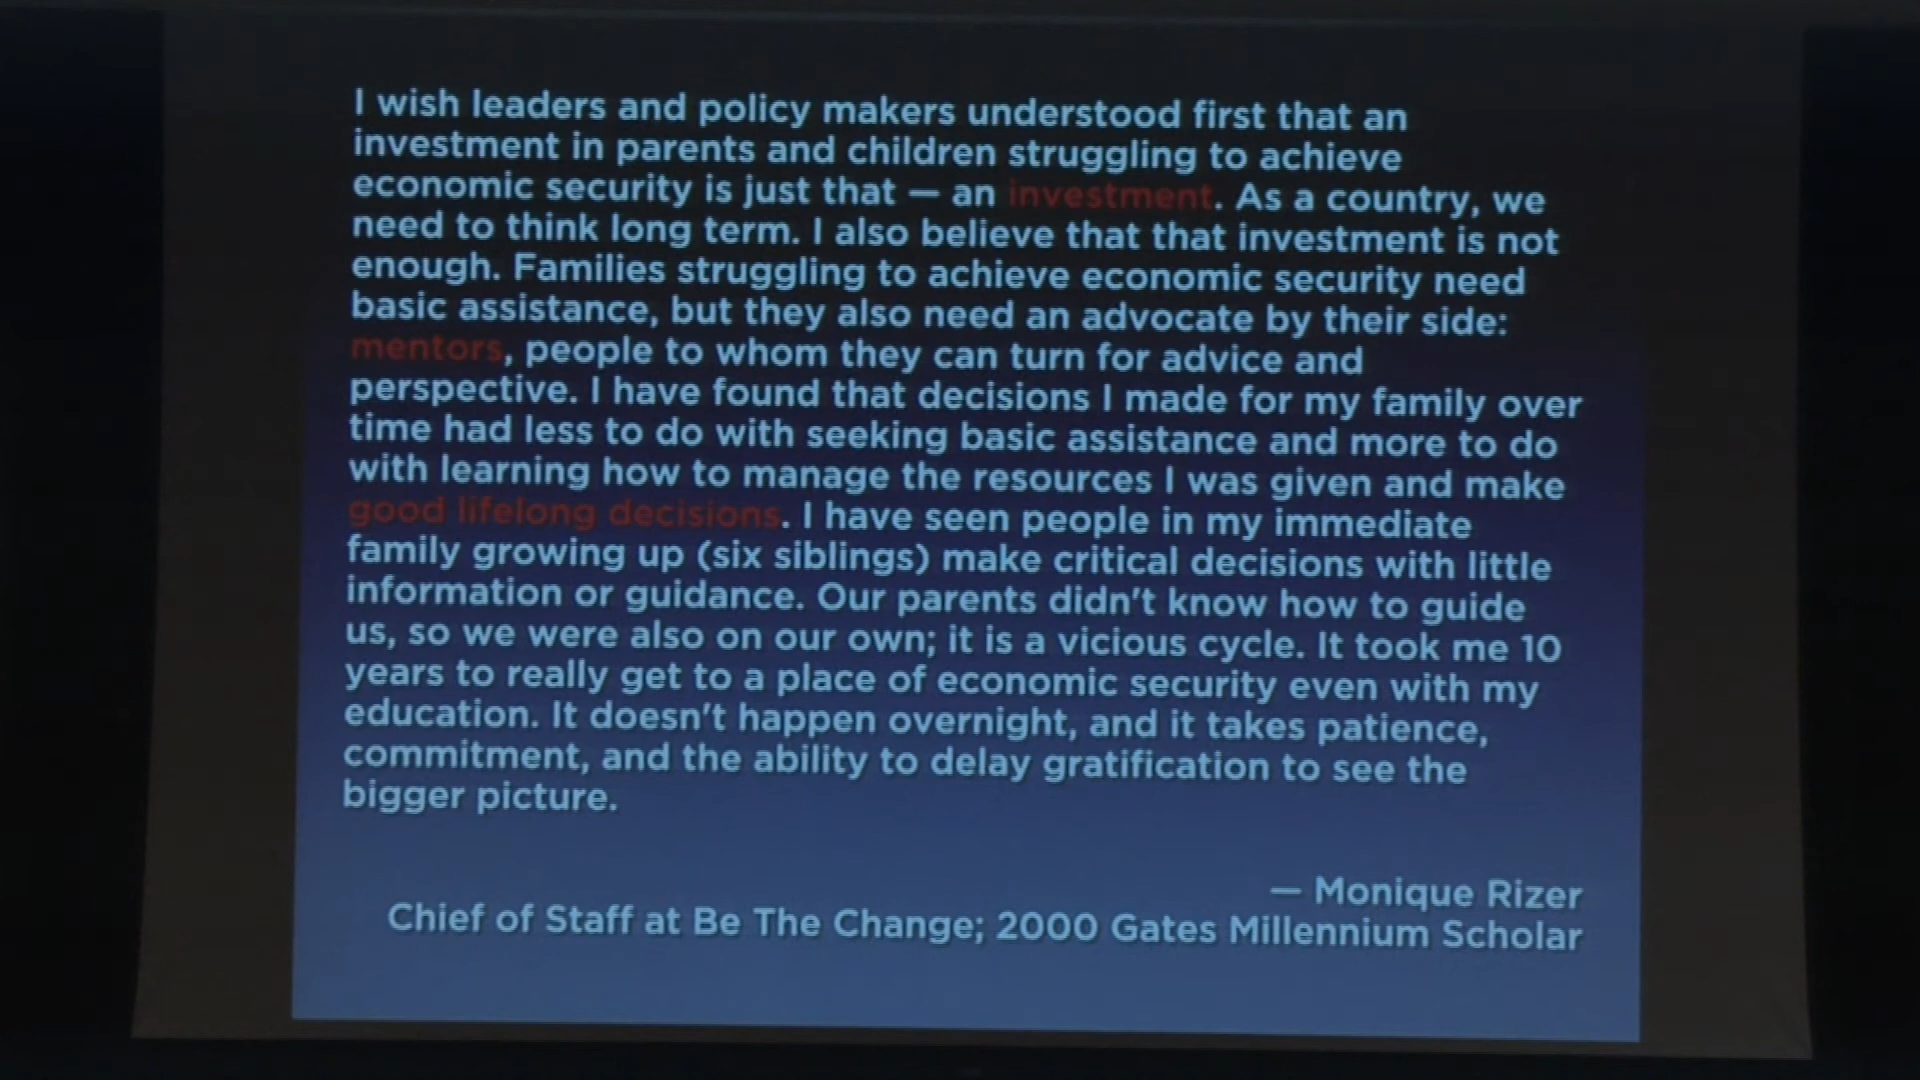 I wish leaders and policy makers understood first that an
investment in parents and children struggling to achieve
economic security is just that — an investment. As a country, we
need to think long term. I also believe that that investment is not
enough. Families struggling to achieve economic security need
basic assistance, but they also need an advocate by their side:
mentors, people to whom they can turn for advice and
perspective. I have found that decisions I made for my family over
time had less to do with seeking basic assistance and more to do
with learning how to manage the resources I was given and make
good lifelong decisions. I have seen people in my immediate
family growing up (six siblings) make critical decisions with little
information or guidance. Our parents didn't know how to guide
us, so we were also on our own; it is a vicious cycle. It took me 10
years to really get to a place of economic security even with my
education. It doesn't happen overnight, and it takes patience,
commitment, and the ability to delay gratification to see the
bigger picture.
— Monique Rizer
Chief of Staff at Be The Change; 2000 Gates Millennium Scholar